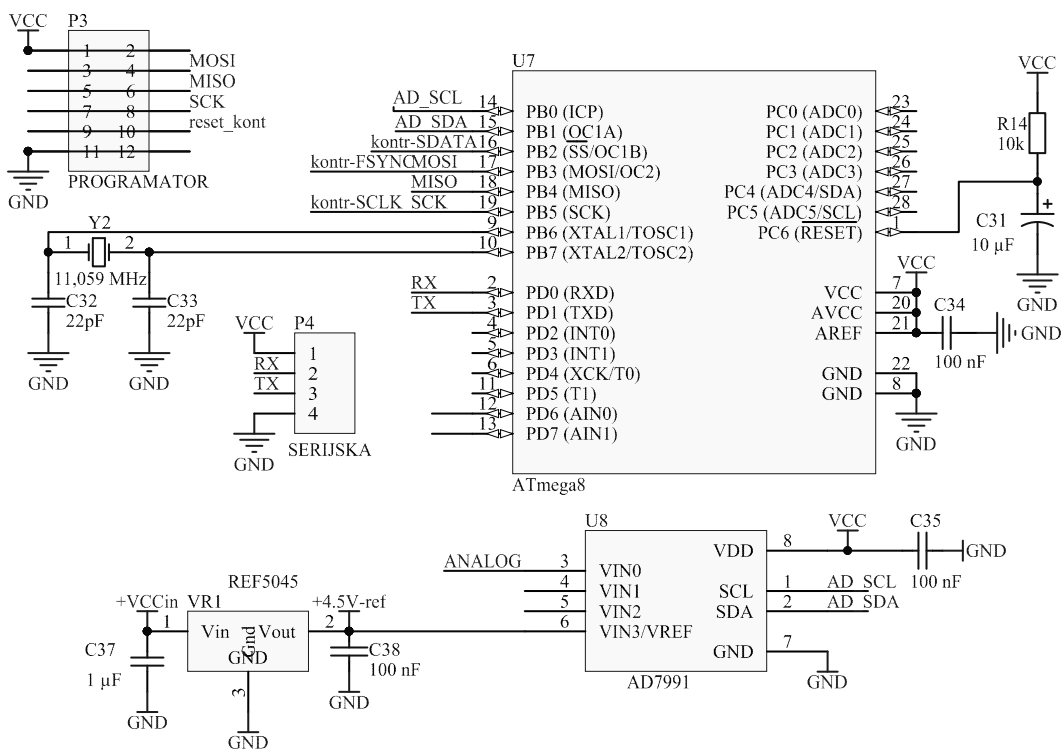 VCC
P3
1 2
3 4
MOSI
5 6
MISO
7 8
SCK
9 10
reset_kont
11 12
PROGRAMATOR
GND
U7
AD_SCL
14
PB0 (ICP)
AD_SDA
15
PB1 (OC1A)
kontr-SDATA
16
PB2 (SS/OC1B)
kontr-FSYNC
MOSI
17
PB3 (MOSI/OC2)
MISO
18
PB4 (MISO)
kontr-SCLK
SCK
19
PB5 (SCK)
9
PB6 (XTAL1/TOSC1)
10
PB7 (XTAL2/TOSC2)
RX
2
PD0 (RXD)
TX
3
PD1 (TXD)
4
PD2 (INT0)
5
PD3 (INT1)
6
PD4 (XCK/T0)
11
PD5 (T1)
12
PD6 (AIN0)
13
PD7 (AIN1)
PC0 (ADC0)
23
PC1 (ADC1)
24
PC2 (ADC2)
25
PC3 (ADC3)
26
PC4 (ADC4/SDA)
27
PC5 (ADC5/SCL)
28
PC6 (RESET)
1
VCC
7
AVCC
20
AREF
21
GND
22
GND
8
ATmega8
VCC
R14
10k
+
C31
10 µF
GND
VCC
C34
100 nF
GND
GND
Y2
1
2
11,059 MHz
C32
22pF
GND
C33
22pF
GND
VCC
P4
1
RX
2
TX
3
4
GND
SERIJSKA
U8
ANALOG
3
VIN0
4
VIN1
5
VIN2
6
VIN3/VREF
VDD
8
SCL
1
AD_SCL
SDA
2
AD_SDA
GND
7
GND
AD7991
VCC
C35
100 nF
GND
REF5045
+VCCin
VR1
+4.5V-ref
1
Vin
Gnd
Vout
2
GND
3
GND
C37
1 µF
GND
C38
100 nF
GND